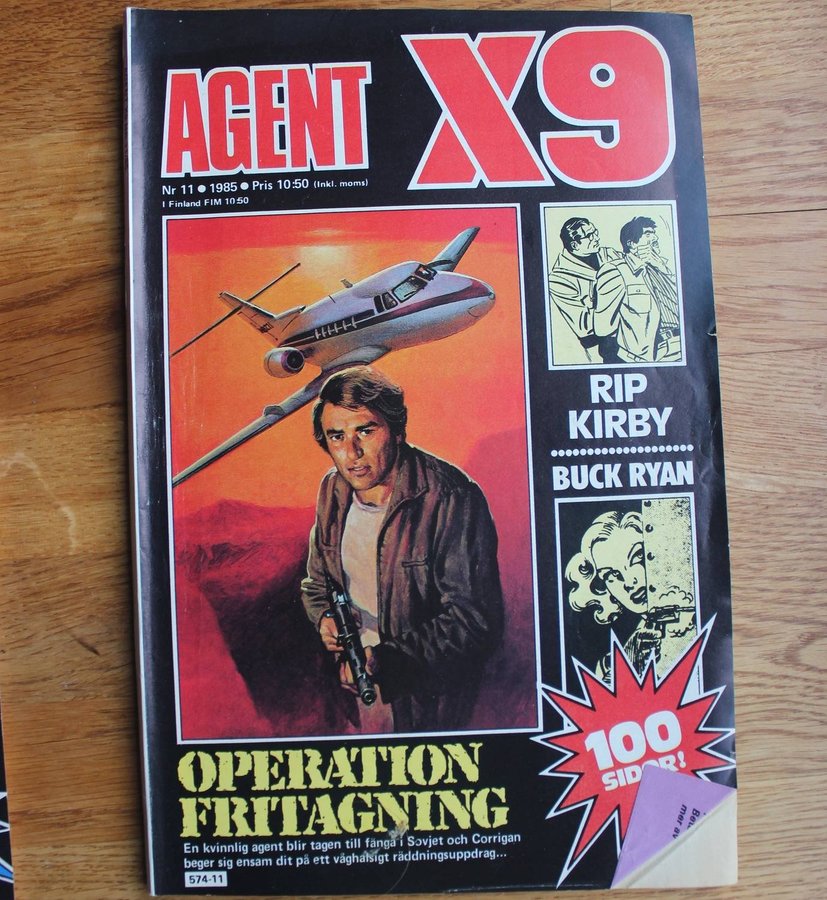 AGENT X9
Nr 11 ● 1985 ● Pris 10:50 (Inkl. moms)
I Finland FIM 10:50
RIP
KIRBY
BUCK RYAN
100
SIDOR!
OPERATION
FRITAGNING
En kvinnlig agent blir tagen till fånga i Sovjet och Corrigan
beger sig ensam dit på ett våghalsigt räddningsuppdrag...
574-11
mer av